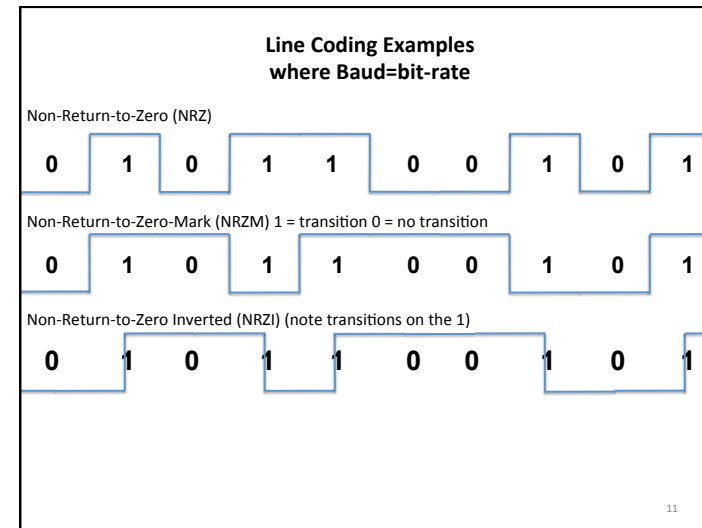 Line Coding Examples
where Baud=bit-rate
Non-Return-to-Zero (NRZ)
0 1 0 1 1 0 0 1 0 1
Non-Return-to-Zero-Mark (NRZM) 1 = transition 0 = no transition
0 1 0 1 1 0 0 1 0 1
Non-Return-to-Zero Inverted (NRZI) (note transitions on the 1)
0 1 0 1 1 0 0 1 0 1
11